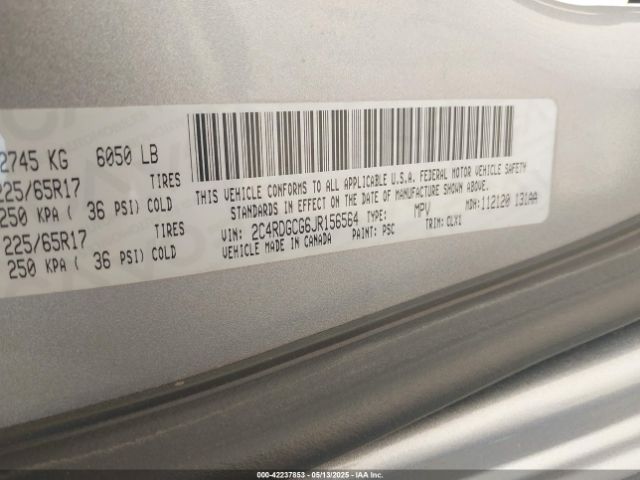 2745 KG 6050 LB
225/65R17 TIRES
250 KPA ( 36 PSI) COLD
225/65R17 TIRES
250 KPA ( 36 PSI) COLD
THIS VEHICLE CONFORMS TO ALL APPLICABLE U.S.A. FEDERAL MOTOR VEHICLE SAFETY
STANDARDS IN EFFECT ON THE DATE OF MANUFACTURE SHOWN ABOVE.
VIN: 2C4RDGCG6JR156564 TYPE: MPV MDH: 112120 131AA
VEHICLE MADE IN CANADA PAINT: PSC TRIM: CLX1
000-42237853 - 05/13/2025 - IAA Inc.